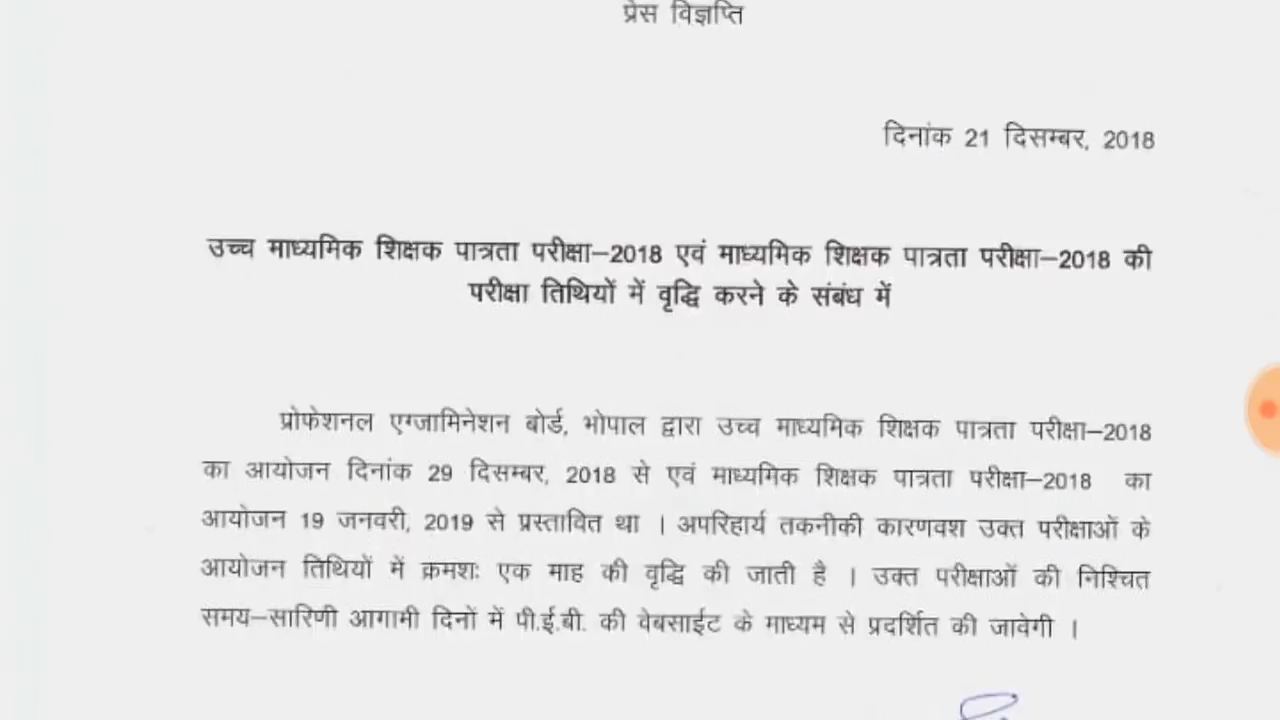 प्रेस विज्ञप्ति
दिनांक 21 दिसम्बर, 2018
उच्च माध्यमिक शिक्षक पात्रता परीक्षा–2018 एवं माध्यमिक शिक्षक पात्रता परीक्षा–2018 की
परीक्षा तिथियों में वृद्धि करने के संबंध में
प्रोफेशनल एग्जामिनेशन बोर्ड, भोपाल द्वारा उच्च माध्यमिक शिक्षक पात्रता परीक्षा–2018
का आयोजन दिनांक 29 दिसम्बर, 2018 से एवं माध्यमिक शिक्षक पात्रता परीक्षा–2018 का
आयोजन 19 जनवरी, 2019 से प्रस्तावित था । अपरिहार्य तकनीकी कारणवश उक्त परीक्षाओं के
आयोजन तिथियों में क्रमशः एक माह की वृद्धि की जाती है । उक्त परीक्षाओं की निश्चित
समय–सारिणी आगामी दिनों में पी.ई.बी. की वेबसाईट के माध्यम से प्रदर्शित की जावेगी ।